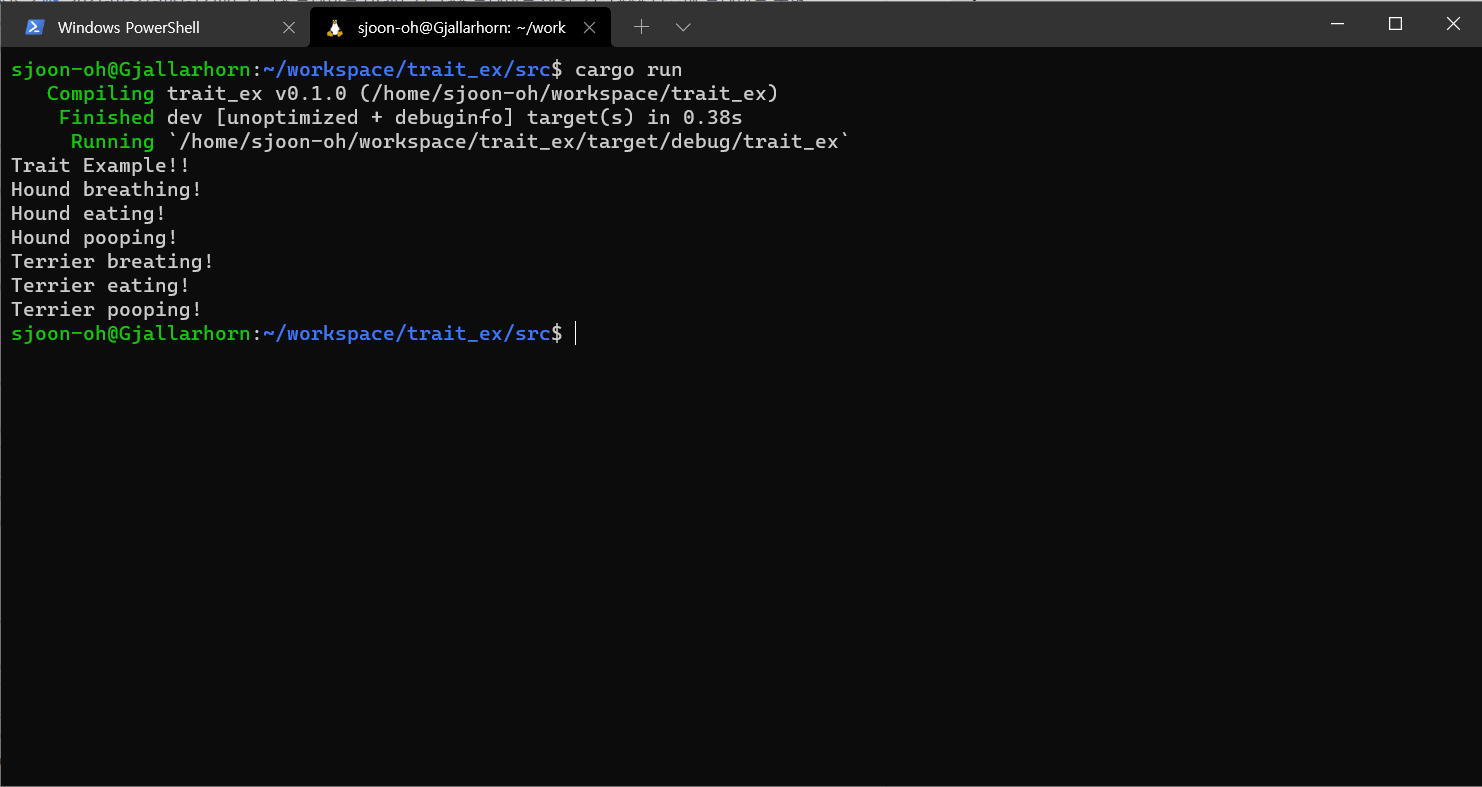 Windows PowerShell
sjoon-oh@Gjallarhorn: ~/work
sjoon-oh@Gjallarhorn:~/workspace/trait_ex/src$ cargo run
   Compiling trait_ex v0.1.0 (/home/sjoon-oh/workspace/trait_ex)
    Finished dev [unoptimized + debuginfo] target(s) in 0.38s
     Running `/home/sjoon-oh/workspace/trait_ex/target/debug/trait_ex`
Trait Example!!
Hound breathing!
Hound eating!
Hound pooping!
Terrier breating!
Terrier eating!
Terrier pooping!
sjoon-oh@Gjallarhorn:~/workspace/trait_ex/src$